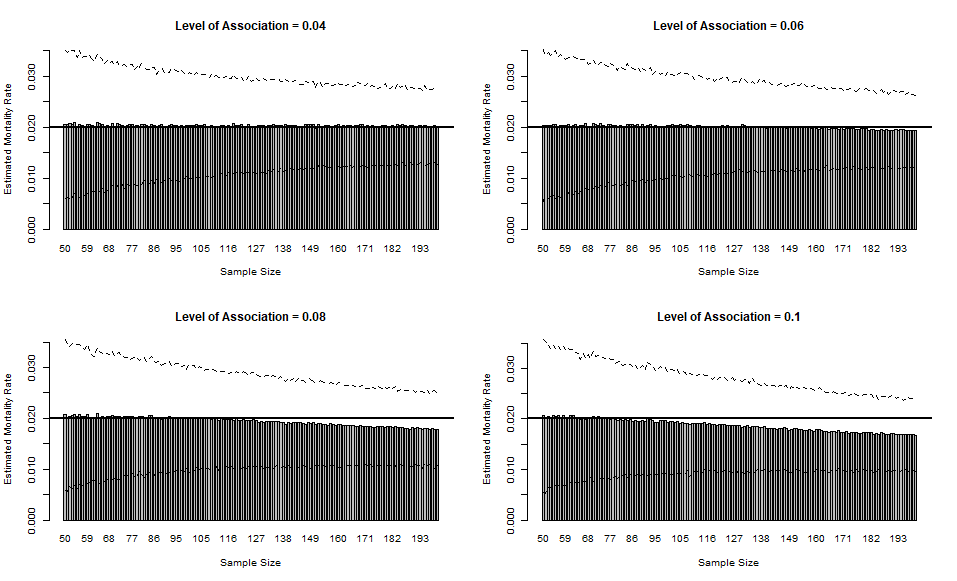 Level of Association = 0.04
Estimated Mortality Rate
0.000 0.010 0.020 0.030
50 59 68 77 86 95 105 116 127 138 149 160 171 182 193
Sample Size
Level of Association = 0.06
Estimated Mortality Rate
0.000 0.010 0.020 0.030
50 59 68 77 86 95 105 116 127 138 149 160 171 182 193
Sample Size
Level of Association = 0.08
Estimated Mortality Rate
0.000 0.010 0.020 0.030
50 59 68 77 86 95 105 116 127 138 149 160 171 182 193
Sample Size
Level of Association = 0.1
Estimated Mortality Rate
0.000 0.010 0.020 0.030
50 59 68 77 86 95 105 116 127 138 149 160 171 182 193
Sample Size